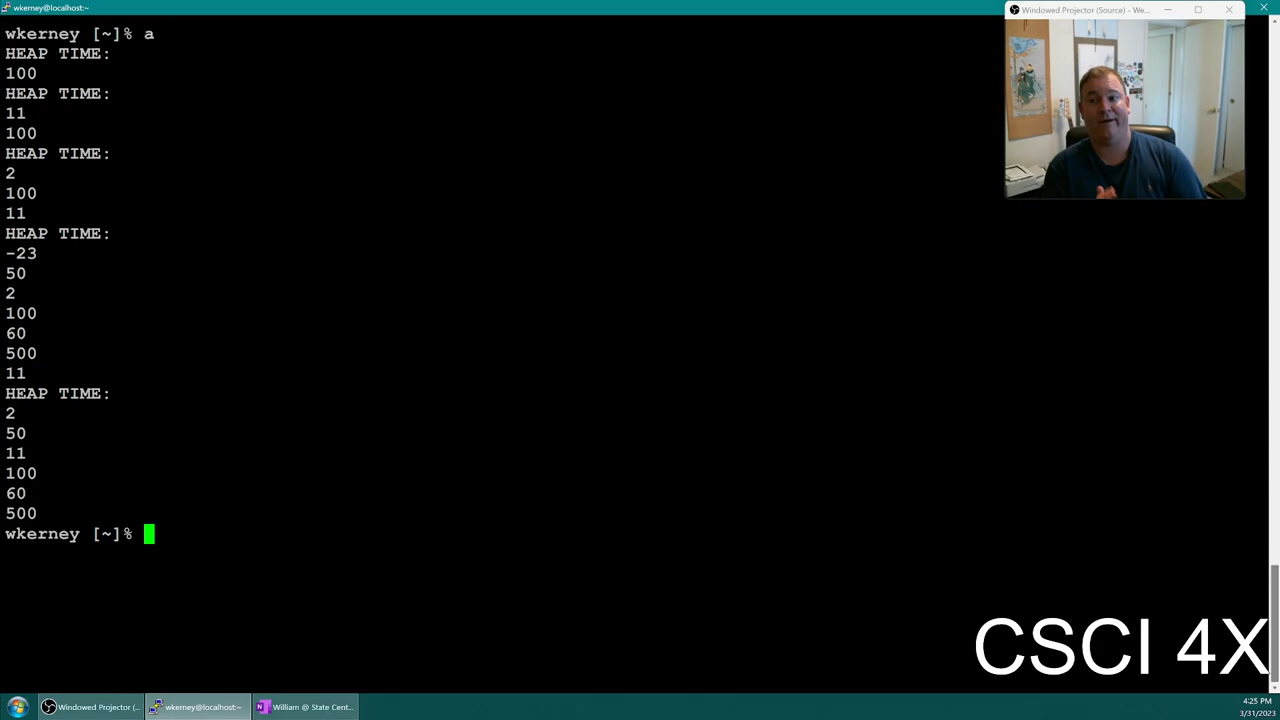 wkerney@localhost:~
Windowed Projector (Source) - We...
wkerney [~]% a
HEAP TIME:
100
HEAP TIME:
11
100
HEAP TIME:
2
100
11
HEAP TIME:
-23
50
2
100
60
500
11
HEAP TIME:
2
50
11
100
60
500
wkerney [~]%
CSCI 4X
Windowed Projector (...
wkerney@localhost:~
William @ State Cent...
4:25 PM
3/31/2023